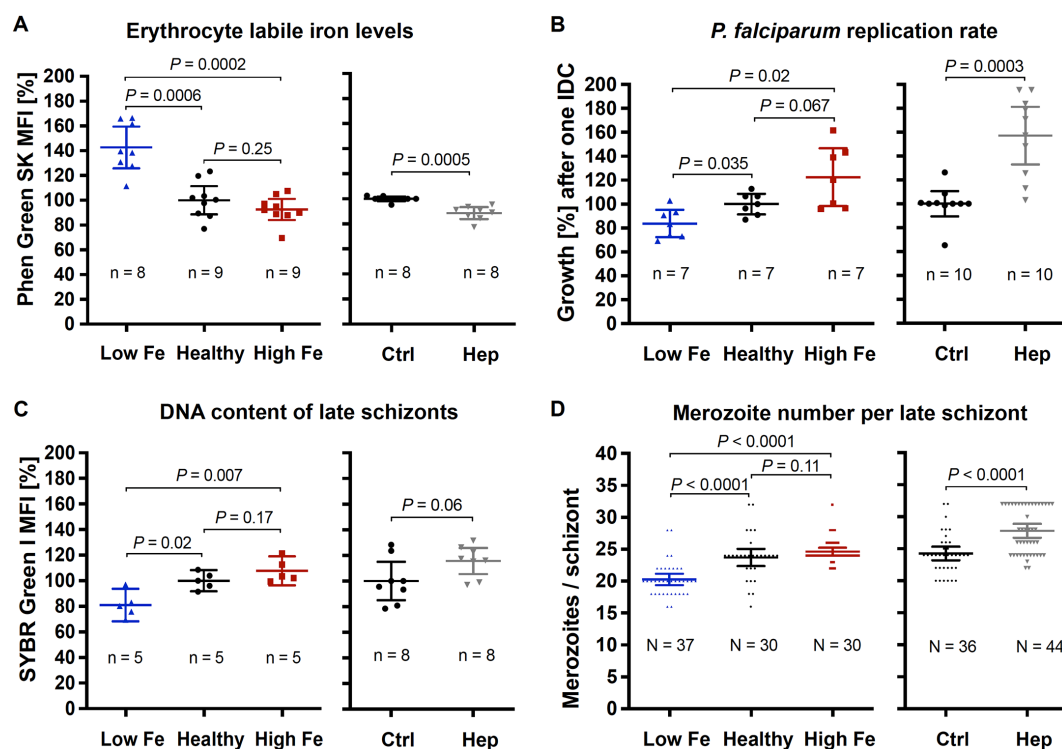 A
Erythrocyte labile iron levels
Phen Green SK MFI [%]
200
180
160
140
120
100
80
60
40
20
0
P = 0.0002
P = 0.0006
P = 0.25
P = 0.0005
n = 8
n = 9
n = 9
n = 8
n = 8
Low Fe
Healthy
High Fe
Ctrl
Hep
B
P. falciparum replication rate
Growth [%] after one IDC
200
180
160
140
120
100
80
60
40
20
0
P = 0.02
P = 0.067
P = 0.035
P = 0.0003
n = 7
n = 7
n = 7
n = 10
n = 10
Low Fe
Healthy
High Fe
Ctrl
Hep
C
DNA content of late schizonts
SYBR Green I MFI [%]
200
180
160
140
120
100
80
60
40
20
0
P = 0.007
P = 0.17
P = 0.02
P = 0.06
n = 5
n = 5
n = 5
n = 8
n = 8
Low Fe
Healthy
High Fe
Ctrl
Hep
D
Merozoite number per late schizont
Merozoites / schizont
40
35
30
25
20
15
10
5
0
P < 0.0001
P = 0.11
P < 0.0001
P < 0.0001
N = 37
N = 30
N = 30
N = 36
N = 44
Low Fe
Healthy
High Fe
Ctrl
Hep